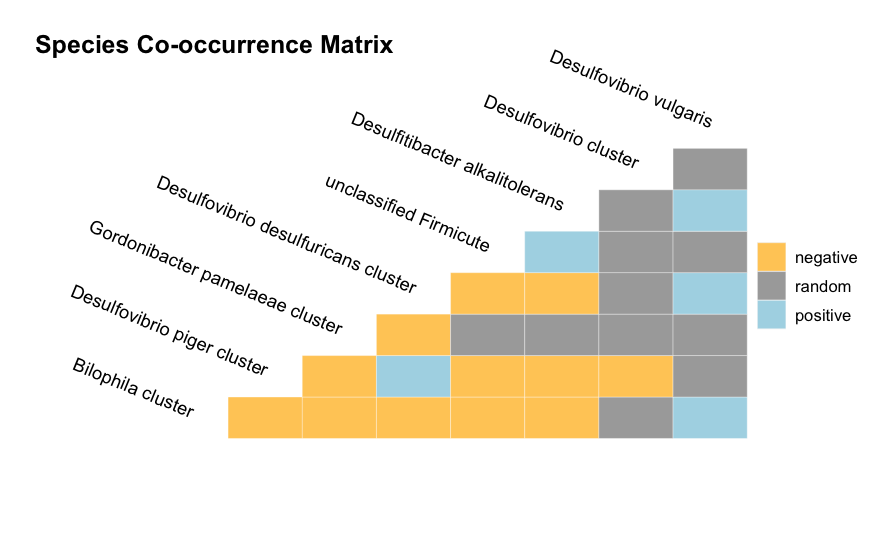 Species Co-occurrence Matrix
Desulfovibrio vulgaris
Desulfovibrio cluster
Desulfitibacter alkalitolerans
unclassified Firmicute
Desulfovibrio desulfuricans cluster
Gordonibacter pamelaeae cluster
Desulfovibrio piger cluster
Bilophila cluster
negative
random
positive